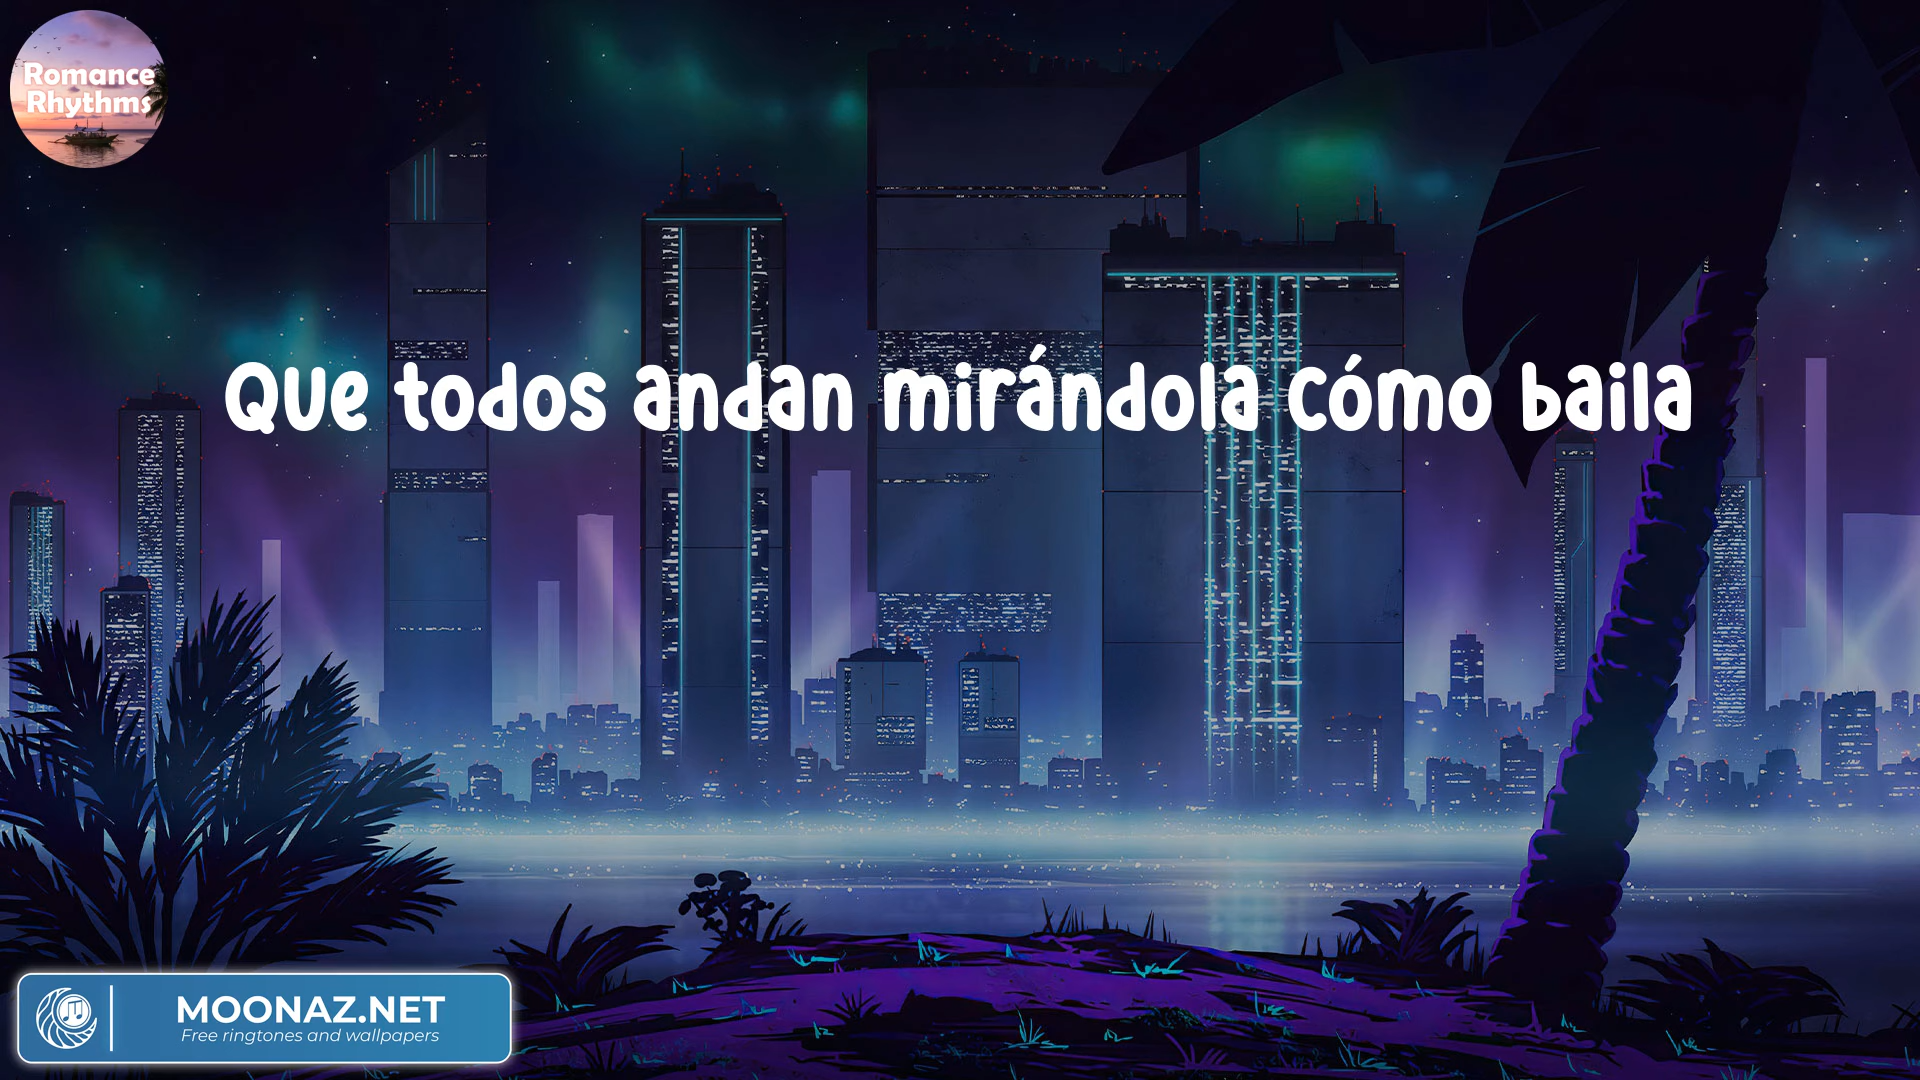 Romance
Rhythms
Que todos andan mirándola cómo baila
MOONAZ.NET
Free ringtones and wallpapers